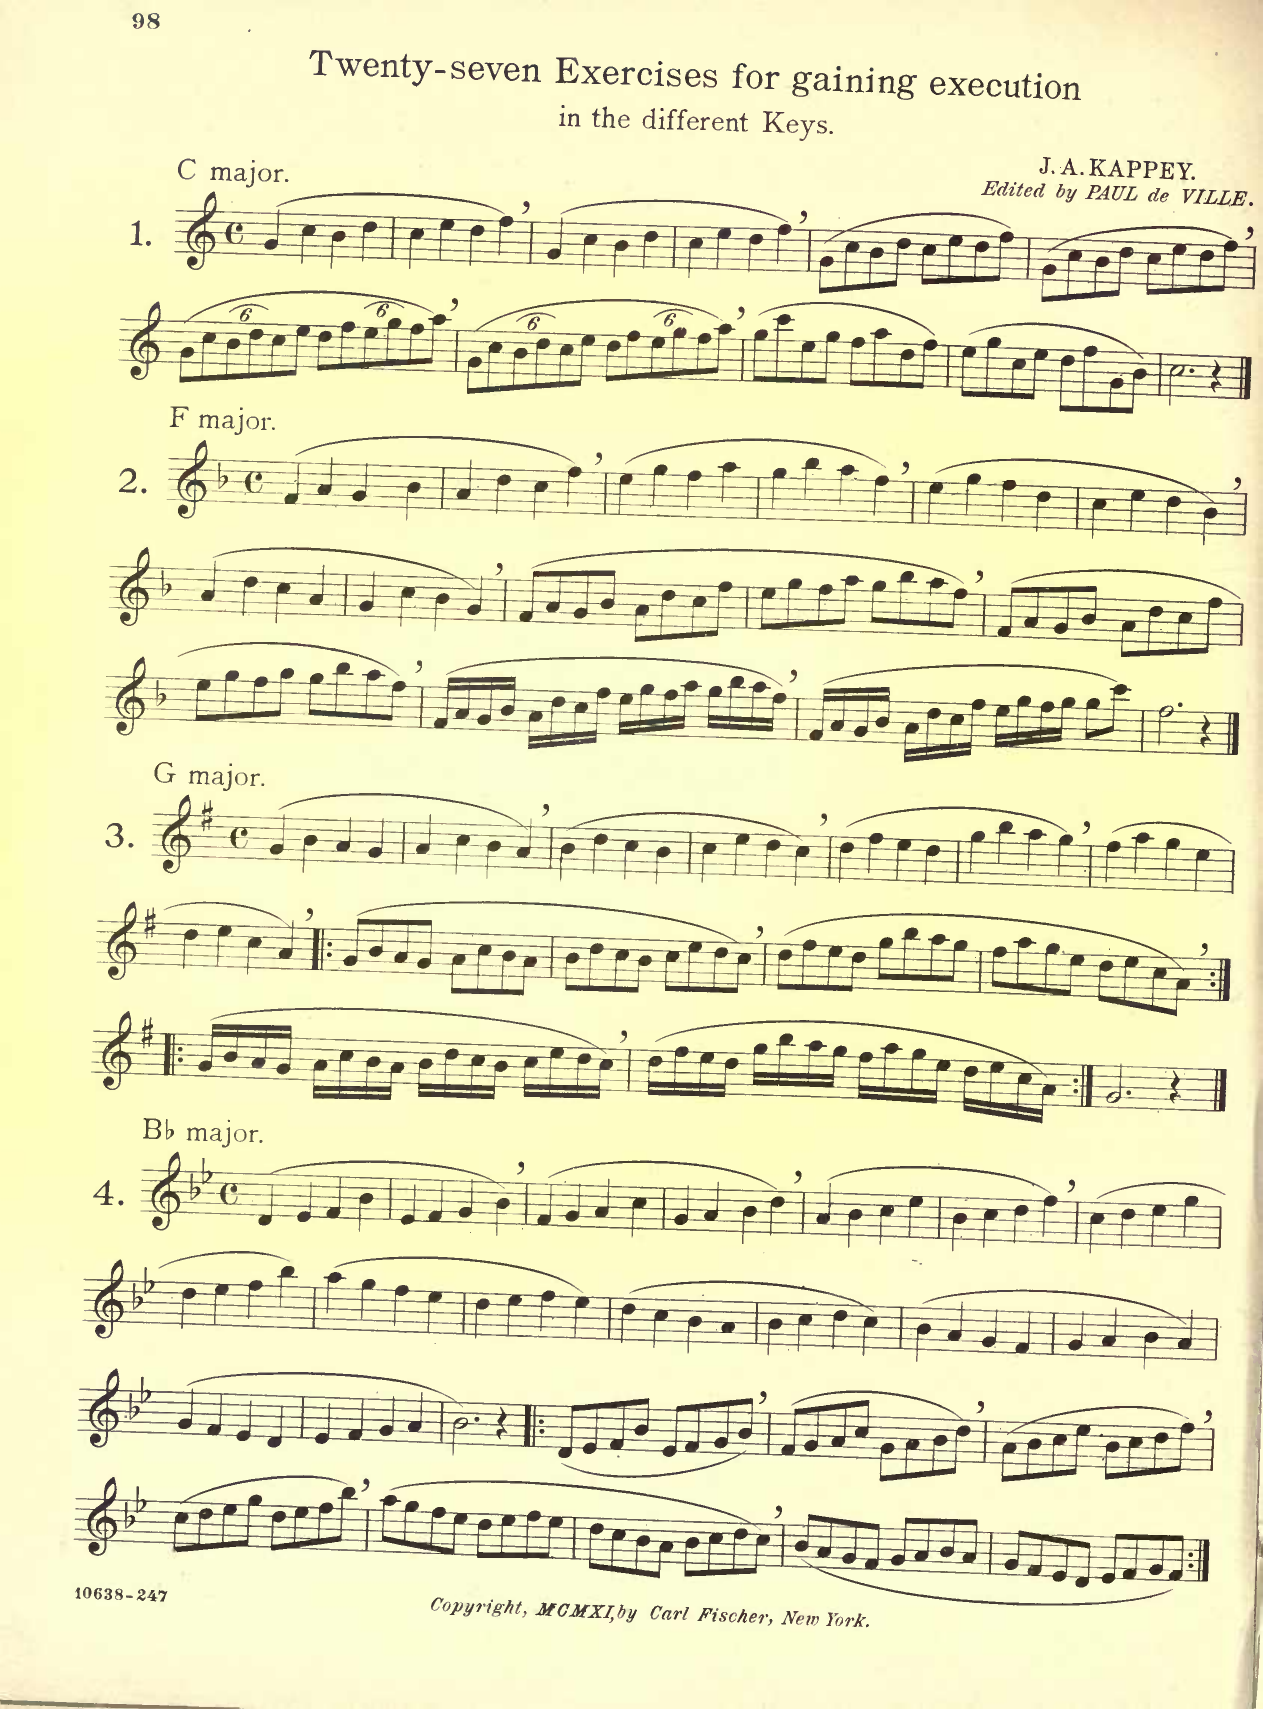 98
Twenty-seven Exercises for gaining execution
in the different Keys.
C major.
J. A. KAPPEY.
Edited by PAUL de VILLE.
1.
6 6 6 6
F major.
2.
G major.
3.
B♭ major.
4.
10638-247
Copyright, MCMXI, by Carl Fischer, New York.